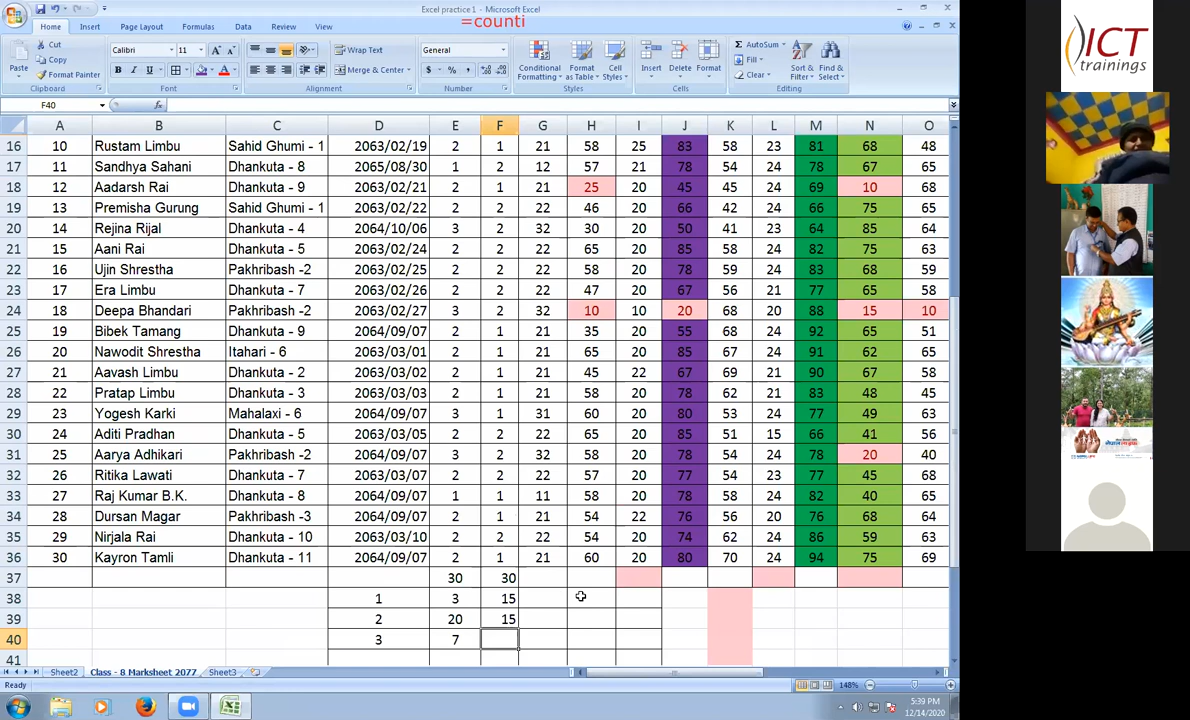 Excel practice 1 - Microsoft Excel
=counti
Home Insert Page Layout Formulas Data Review View
Cut Calibri 11 Wrap Text General AutoSum
Copy Fill
Paste Format Painter B I U Merge & Center $ % , Conditional Formatting Format as Table Cell Styles Insert Delete Format Clear Sort & Filter Find & Select
Clipboard Font Alignment Number Styles Cells Editing
F40 fx
A B C D E F G H I J K L M N O
16 10 Rustam Limbu Sahid Ghumi - 1 2063/02/19 2 1 21 58 25 83 58 23 81 68 48
17 11 Sandhya Sahani Dhankuta - 8 2065/08/30 1 2 12 57 21 78 54 24 78 67 65
18 12 Aadarsh Rai Dhankuta - 9 2063/02/21 2 1 21 25 20 45 45 24 69 10 68
19 13 Premisha Gurung Sahid Ghumi - 1 2063/02/22 2 2 22 46 20 66 42 24 66 75 65
20 14 Rejina Rijal Dhankuta - 4 2064/10/06 3 2 32 30 20 50 41 23 64 85 64
21 15 Aani Rai Dhankuta - 5 2063/02/24 2 2 22 65 20 85 58 24 82 75 63
22 16 Ujin Shrestha Pakhribash -2 2063/02/25 2 2 22 58 20 78 59 24 83 68 59
23 17 Era Limbu Dhankuta - 7 2063/02/26 2 2 22 47 20 67 56 21 77 65 58
24 18 Deepa Bhandari Pakhribash -2 2063/02/27 3 2 32 10 10 20 68 20 88 15 10
25 19 Bibek Tamang Dhankuta - 9 2064/09/07 2 1 21 35 20 55 68 24 92 65 51
26 20 Nawodit Shrestha Itahari - 6 2063/03/01 2 1 21 65 20 85 67 24 91 62 65
27 21 Aavash Limbu Dhankuta - 2 2063/03/02 2 1 21 45 22 67 69 21 90 67 58
28 22 Pratap Limbu Dhankuta - 3 2063/03/03 2 1 21 58 20 78 62 21 83 48 45
29 23 Yogesh Karki Mahalaxi - 6 2064/09/07 3 1 31 60 20 80 53 24 77 49 63
30 24 Aditi Pradhan Dhankuta - 5 2063/03/05 2 2 22 65 20 85 51 15 66 41 56
31 25 Aarya Adhikari Pakhribash -2 2064/09/07 3 2 32 58 20 78 54 24 78 20 40
32 26 Ritika Lawati Dhankuta - 7 2063/03/07 2 2 22 57 20 77 54 23 77 45 68
33 27 Raj Kumar B.K. Dhankuta - 8 2064/09/07 1 1 11 58 20 78 58 24 82 40 65
34 28 Dursan Magar Pakhribash -3 2064/09/07 2 1 21 54 22 76 56 20 76 68 64
35 29 Nirjala Rai Dhankuta - 10 2063/03/10 2 2 22 54 20 74 62 24 86 59 63
36 30 Kayron Tamli Dhankuta - 11 2064/09/07 2 1 21 60 20 80 70 24 94 75 69
37 30 30
38 1 3 15
39 2 20 15
40 3 7
41
Sheet2 Class - 8 Marksheet 2077 Sheet3
Ready 148%
5:39 PM
12/14/2020
ICT
trainings